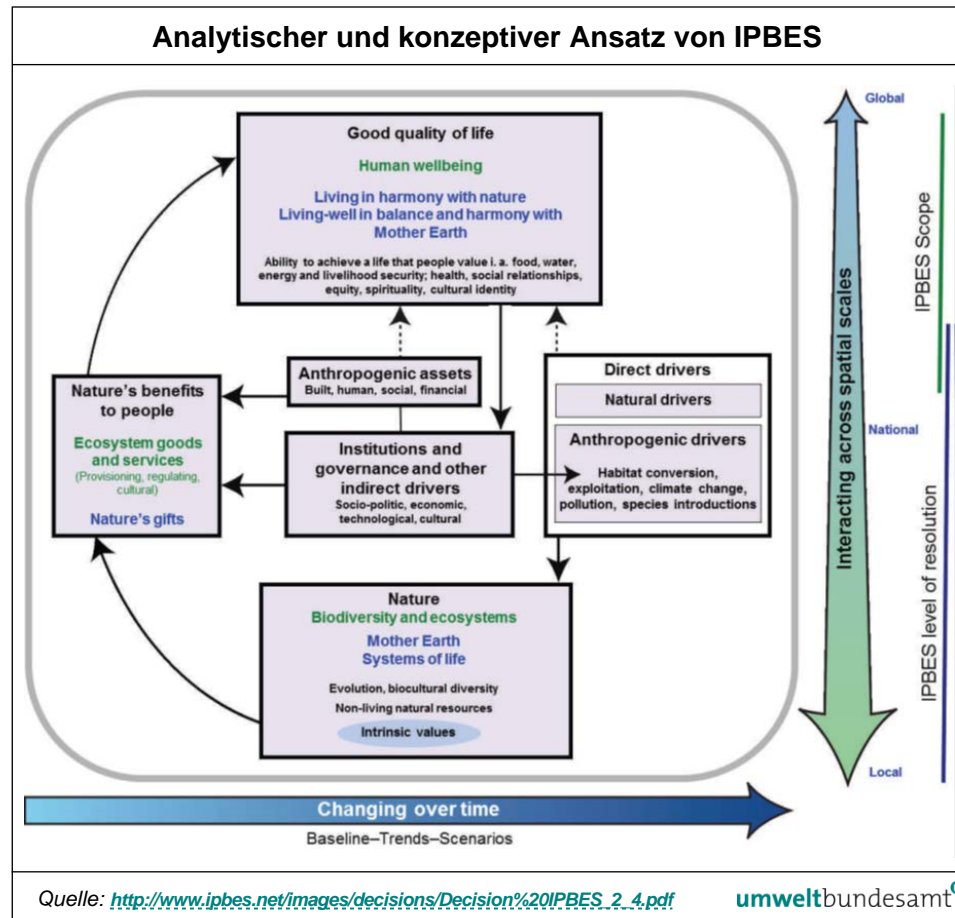 Analytischer und konzeptiver Ansatz von IPBES
Good quality of life
Human wellbeing
Living in harmony with nature
Living-well in balance and harmony with
Mother Earth
Ability to achieve a life that people value i. a. food, water,
energy and livelihood security; health, social relationships,
equity, spirituality, cultural identity
Anthropogenic assets
Built, human, social, financial
Nature's benefits
to people
Ecosystem goods
and services
(Provisioning, regulating,
cultural)
Nature's gifts
Institutions and
governance and other
indirect drivers
Socio-politic, economic,
technological, cultural
Direct drivers
Natural drivers
Anthropogenic drivers
Habitat conversion,
exploitation, climate change,
pollution, species introductions
Nature
Biodiversity and ecosystems
Mother Earth
Systems of life
Evolution, biocultural diversity
Non-living natural resources
Intrinsic values
Global
National
Local
Interacting across spatial scales
IPBES Scope
IPBES level of resolution
Changing over time
Baseline–Trends–Scenarios
Quelle: http://www.ipbes.net/images/decisions/Decision%20IPBES_2_4.pdf
umweltbundesamt